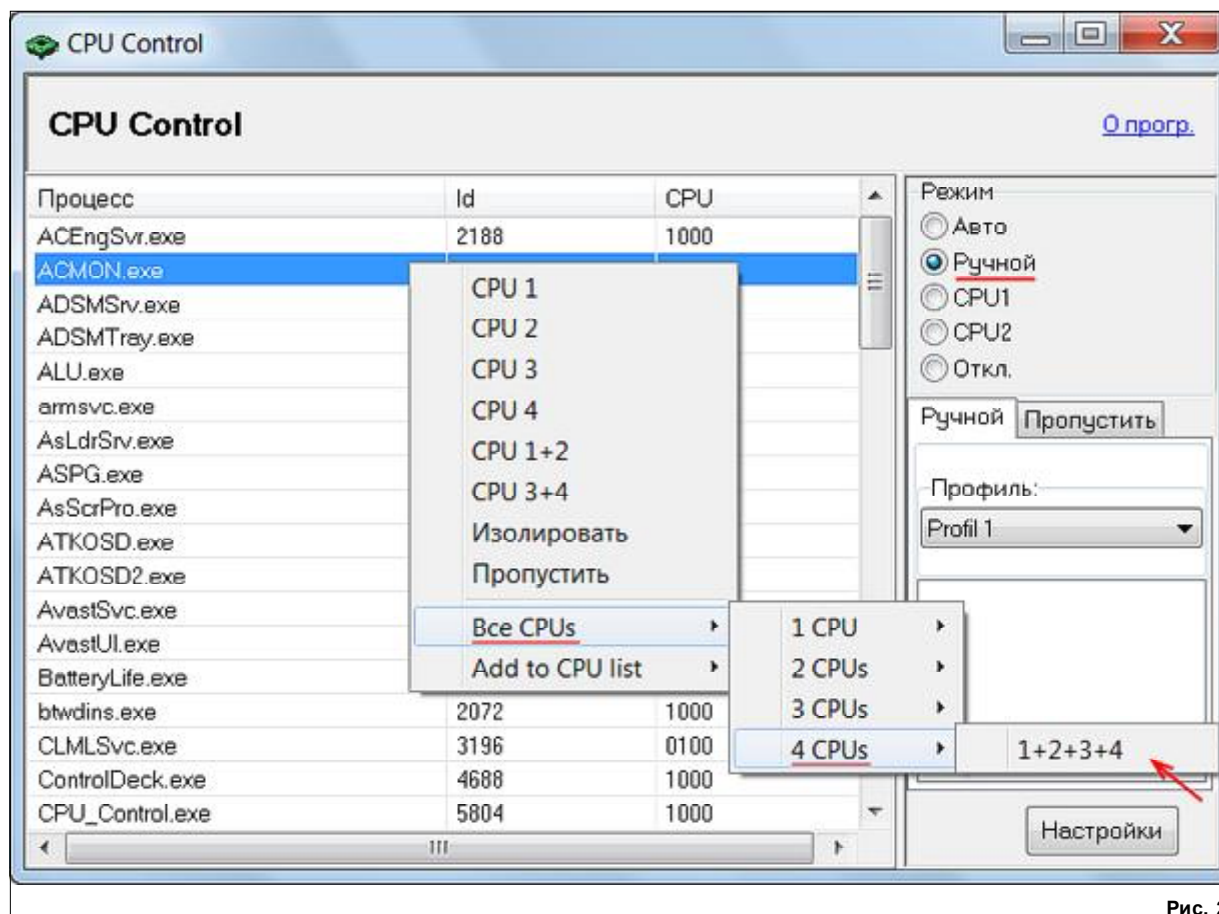 CPU Control
CPU Control
О прогр.
Процесс Id CPU
ACEngSvr.exe 2188 1000
ACMON.exe
ADSMSrv.exe
ADSMTray.exe
ALU.exe
armsvc.exe
AsLdrSrv.exe
ASPG.exe
AsScrPro.exe
ATKOSD.exe
ATKOSD2.exe
AvastSvc.exe
AvastUI.exe
BatteryLife.exe
btwdins.exe 2072 1000
CLMLSvc.exe 3196 0100
ControlDeck.exe 4688 1000
CPU_Control.exe 5804 1000
CPU 1
CPU 2
CPU 3
CPU 4
CPU 1+2
CPU 3+4
Изолировать
Пропустить
Все CPUs
Add to CPU list
1 CPU
2 CPUs
3 CPUs
4 CPUs
1+2+3+4
Режим
Авто
Ручной
CPU1
CPU2
Откл.
Ручной Пропустить
Профиль:
Profil 1
Настройки
Рис.